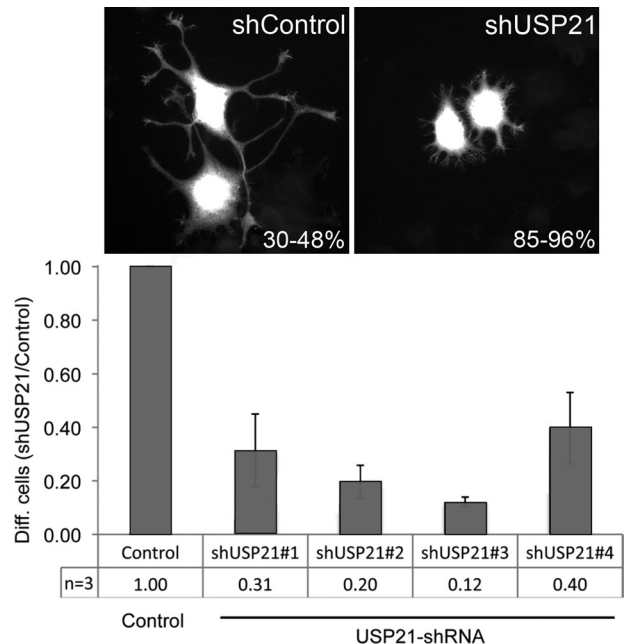 shControl
shUSP21
30-48%
85-96%
Diff. cells (shUSP21/Control)
1.00
0.80
0.60
0.40
0.20
0.00
Control shUSP21#1 shUSP21#2 shUSP21#3 shUSP21#4
n=3 1.00 0.31 0.20 0.12 0.40
Control
USP21-shRNA